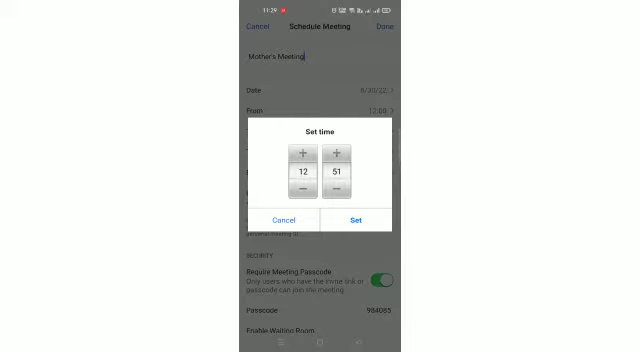 11:29
Cancel Schedule Meeting Done
Mother's Meeting
Date 6/30/22
From 12:00
Set time
+ +
12 51
− −
Cancel Set
SECURITY
Require Meeting Passcode
Only users who have the invite link or
passcode can join the meeting
Passcode 984085
Enable Waiting Room